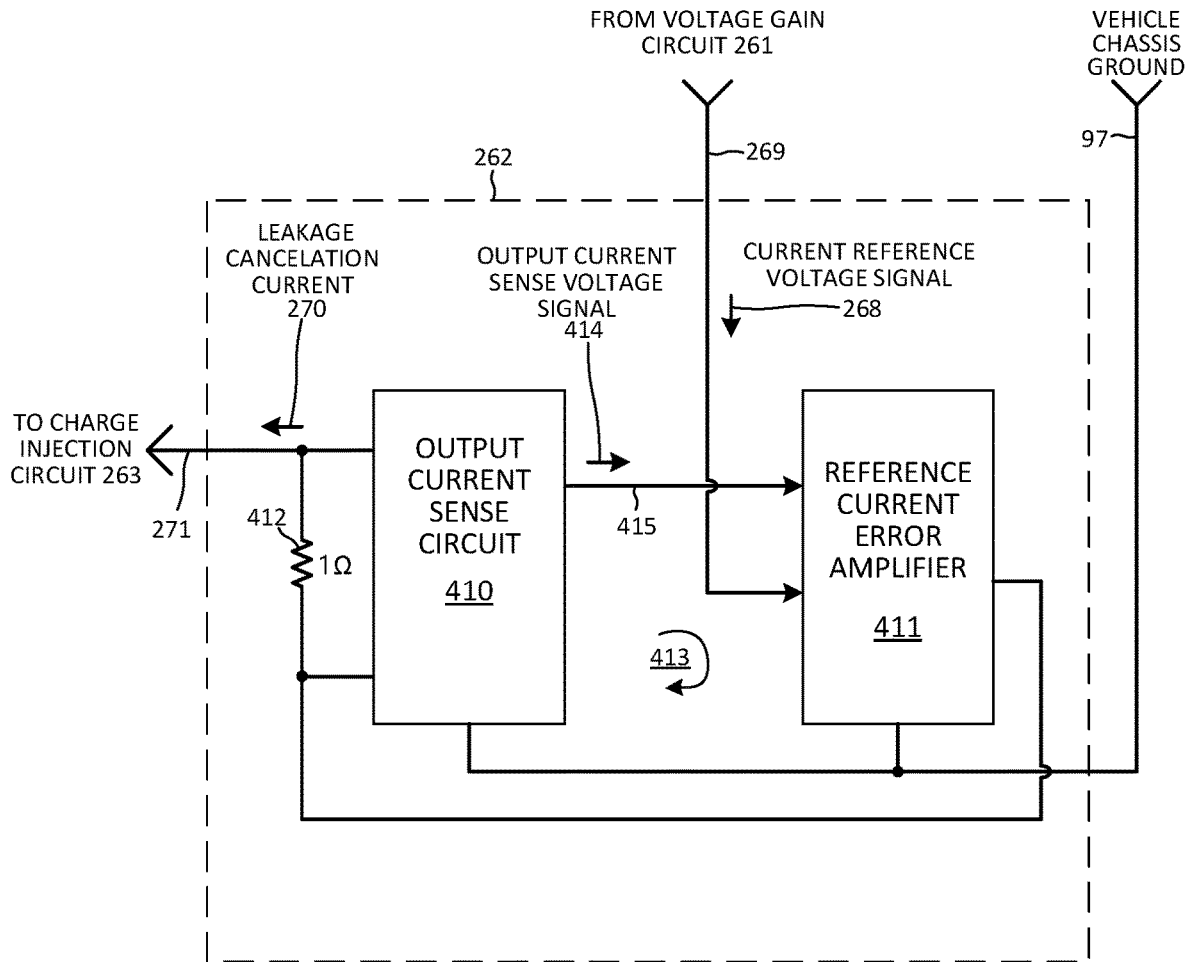 FROM VOLTAGE GAIN
CIRCUIT 261
VEHICLE
CHASSIS
GROUND
97
269
262
LEAKAGE
CANCELATION
CURRENT
270
OUTPUT CURRENT
SENSE VOLTAGE
SIGNAL
414
CURRENT REFERENCE
VOLTAGE SIGNAL
268
TO CHARGE
INJECTION
CIRCUIT 263
271
412
1Ω
OUTPUT
CURRENT
SENSE
CIRCUIT
410
415
413
REFERENCE
CURRENT
ERROR
AMPLIFIER
411